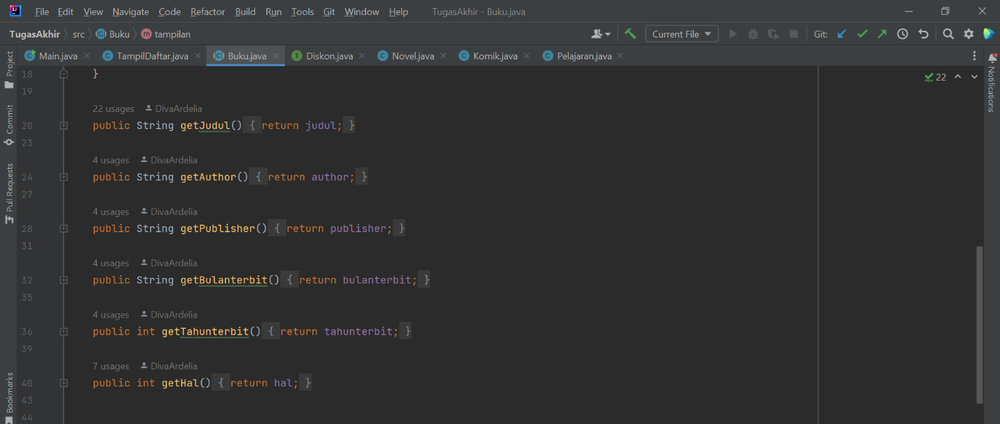 File Edit View Navigate Code Refactor Build Run Tools Git Window Help TugasAkhir - Buku.java
TugasAkhir src Buku m tampilan Current File Git:
Main.java TampilDaftar.java Buku.java Diskon.java Novel.java Komik.java Pelajaran.java
Project
Commit
Pull Requests
Bookmarks
18 }
22
19
22 usages DivaArdelia
20 public String getJudul() { return judul; }
23
4 usages DivaArdelia
24 public String getAuthor() { return author; }
27
4 usages DivaArdelia
28 public String getPublisher() { return publisher; }
31
4 usages DivaArdelia
32 public String getBulanterbit() { return bulanterbit; }
35
4 usages DivaArdelia
36 public int getTahunterbit() { return tahunterbit; }
39
7 usages DivaArdelia
40 public int getHal() { return hal; }
43
44
Notifications